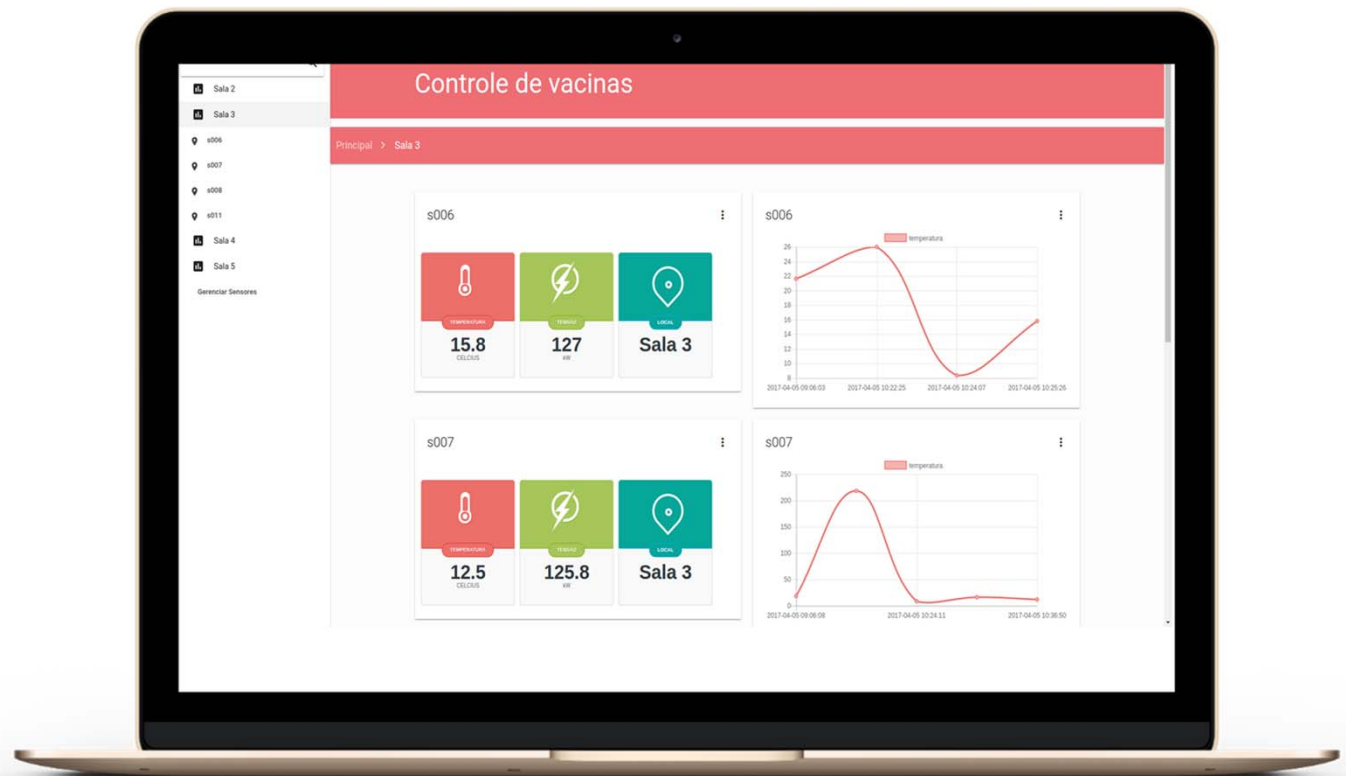 Controle de vacinas
Sala 2
Sala 3
s006
s007
s008
s011
Sala 4
Sala 5
Gerenciar Sensores
Principal > Sala 3
s006
TEMPERATURA
15.8
CELCIUS
TENSÃO
127
kW
LOCAL
Sala 3
s006
temperatura
26
24
22
20
18
16
14
12
10
8
2017-04-05 09:06:03 2017-04-05 10:22:25 2017-04-05 10:24:07 2017-04-05 10:25:26
s007
TEMPERATURA
12.5
CELCIUS
TENSÃO
125.8
kW
LOCAL
Sala 3
s007
temperatura
250
200
150
100
50
0
2017-04-05 09:06:08 2017-04-05 10:24:11 2017-04-05 10:36:50